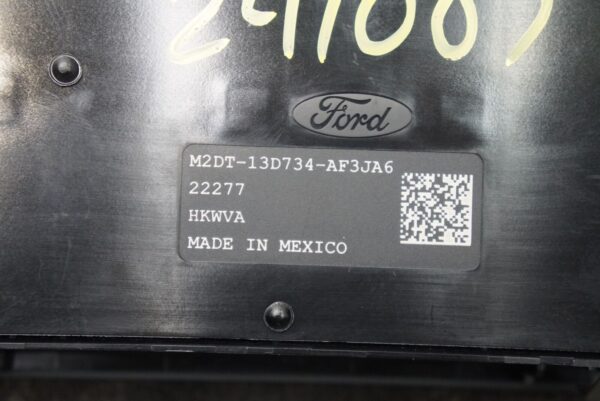 Ford
M2DT-13D734-AF3JA6
22277
HKWVA
MADE IN MEXICO